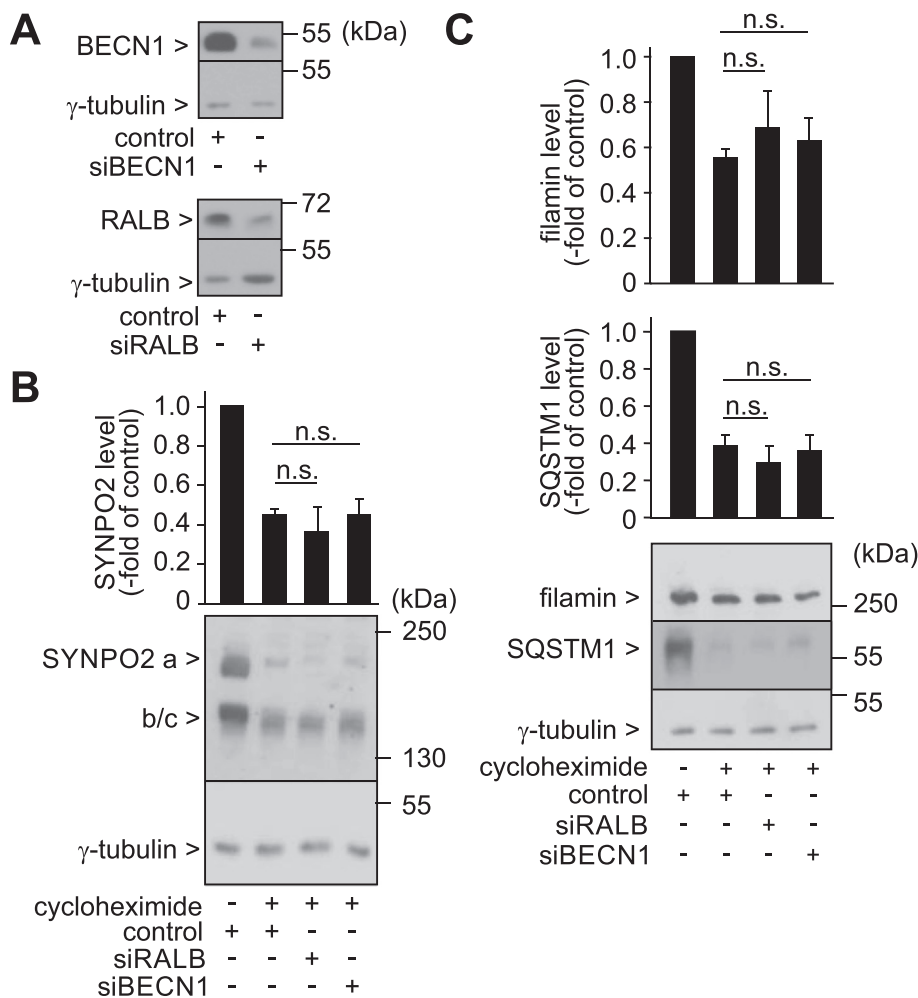 A
BECN1 >
55 (kDa)
55
γ-tubulin >
control + -
siBECN1 - +
RALB >
72
55
γ-tubulin >
control + -
siRALB - +
B
SYNPO2 level
(-fold of control)
1.0
0.8
0.6
0.4
0.2
0
n.s.
n.s.
(kDa)
250
SYNPO2 a >
b/c >
130
55
γ-tubulin >
cycloheximide - + + +
control + + - -
siRALB - - + -
siBECN1 - - - +
C
filamin level
(-fold of control)
1.0
0.8
0.6
0.4
0.2
0
n.s.
n.s.
SQSTM1 level
(-fold of control)
1.0
0.8
0.6
0.4
0.2
0
n.s.
n.s.
(kDa)
filamin >
250
SQSTM1 >
55
55
γ-tubulin >
cycloheximide - + + +
control + + - -
siRALB - - + -
siBECN1 - - - +